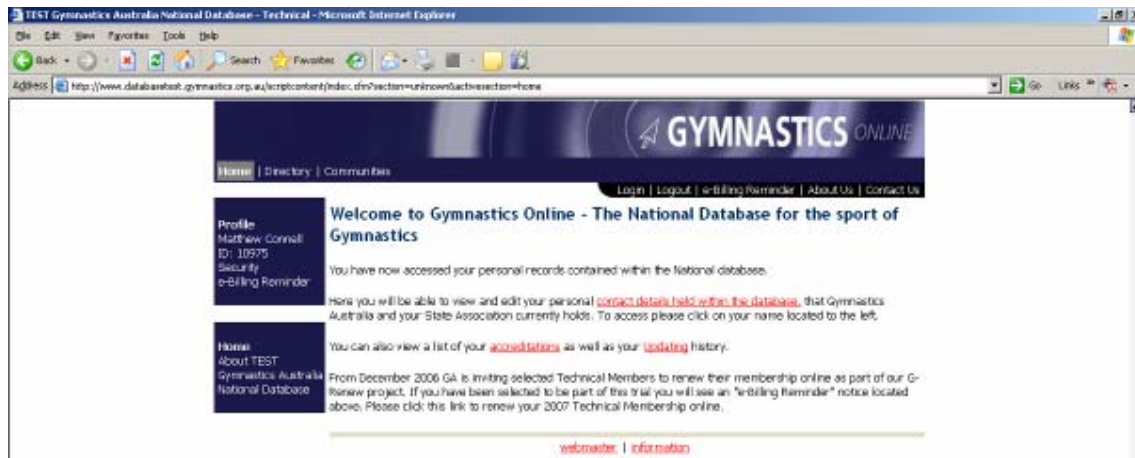 TEST Gymnastics Australia National Database - Technical - Microsoft Internet Explorer
File Edit View Favorites Tools Help
Back Search Favorites
Address http://www.databasetest.gymnastics.org.au/scriptcontent/index.cfm?section=unknown&activesection=home Go Links
GYMNASTICS ONLINE
Home | Directory | Communities
Login | Logout | e-Billing Reminder | About Us | Contact Us
Profile
Matthew Connell
ID: 10975
Security
e-Billing Reminder
Home
About TEST
Gymnastics Australia
National Database
Welcome to Gymnastics Online - The National Database for the sport of
Gymnastics
You have now accessed your personal records contained within the National database.
Here you will be able to view and edit your personal contact details held within the database, that Gymnastics
Australia and your State Association currently holds. To access please click on your name located to the left.
You can also view a list of your accreditations as well as your updating history.
From December 2006 GA is inviting selected Technical Members to renew their membership online as part of our G-
Renew project. If you have been selected to be part of this trial you will see an "e-Billing Reminder" notice located
above. Please click this link to renew your 2007 Technical Membership online.
webmaster | information